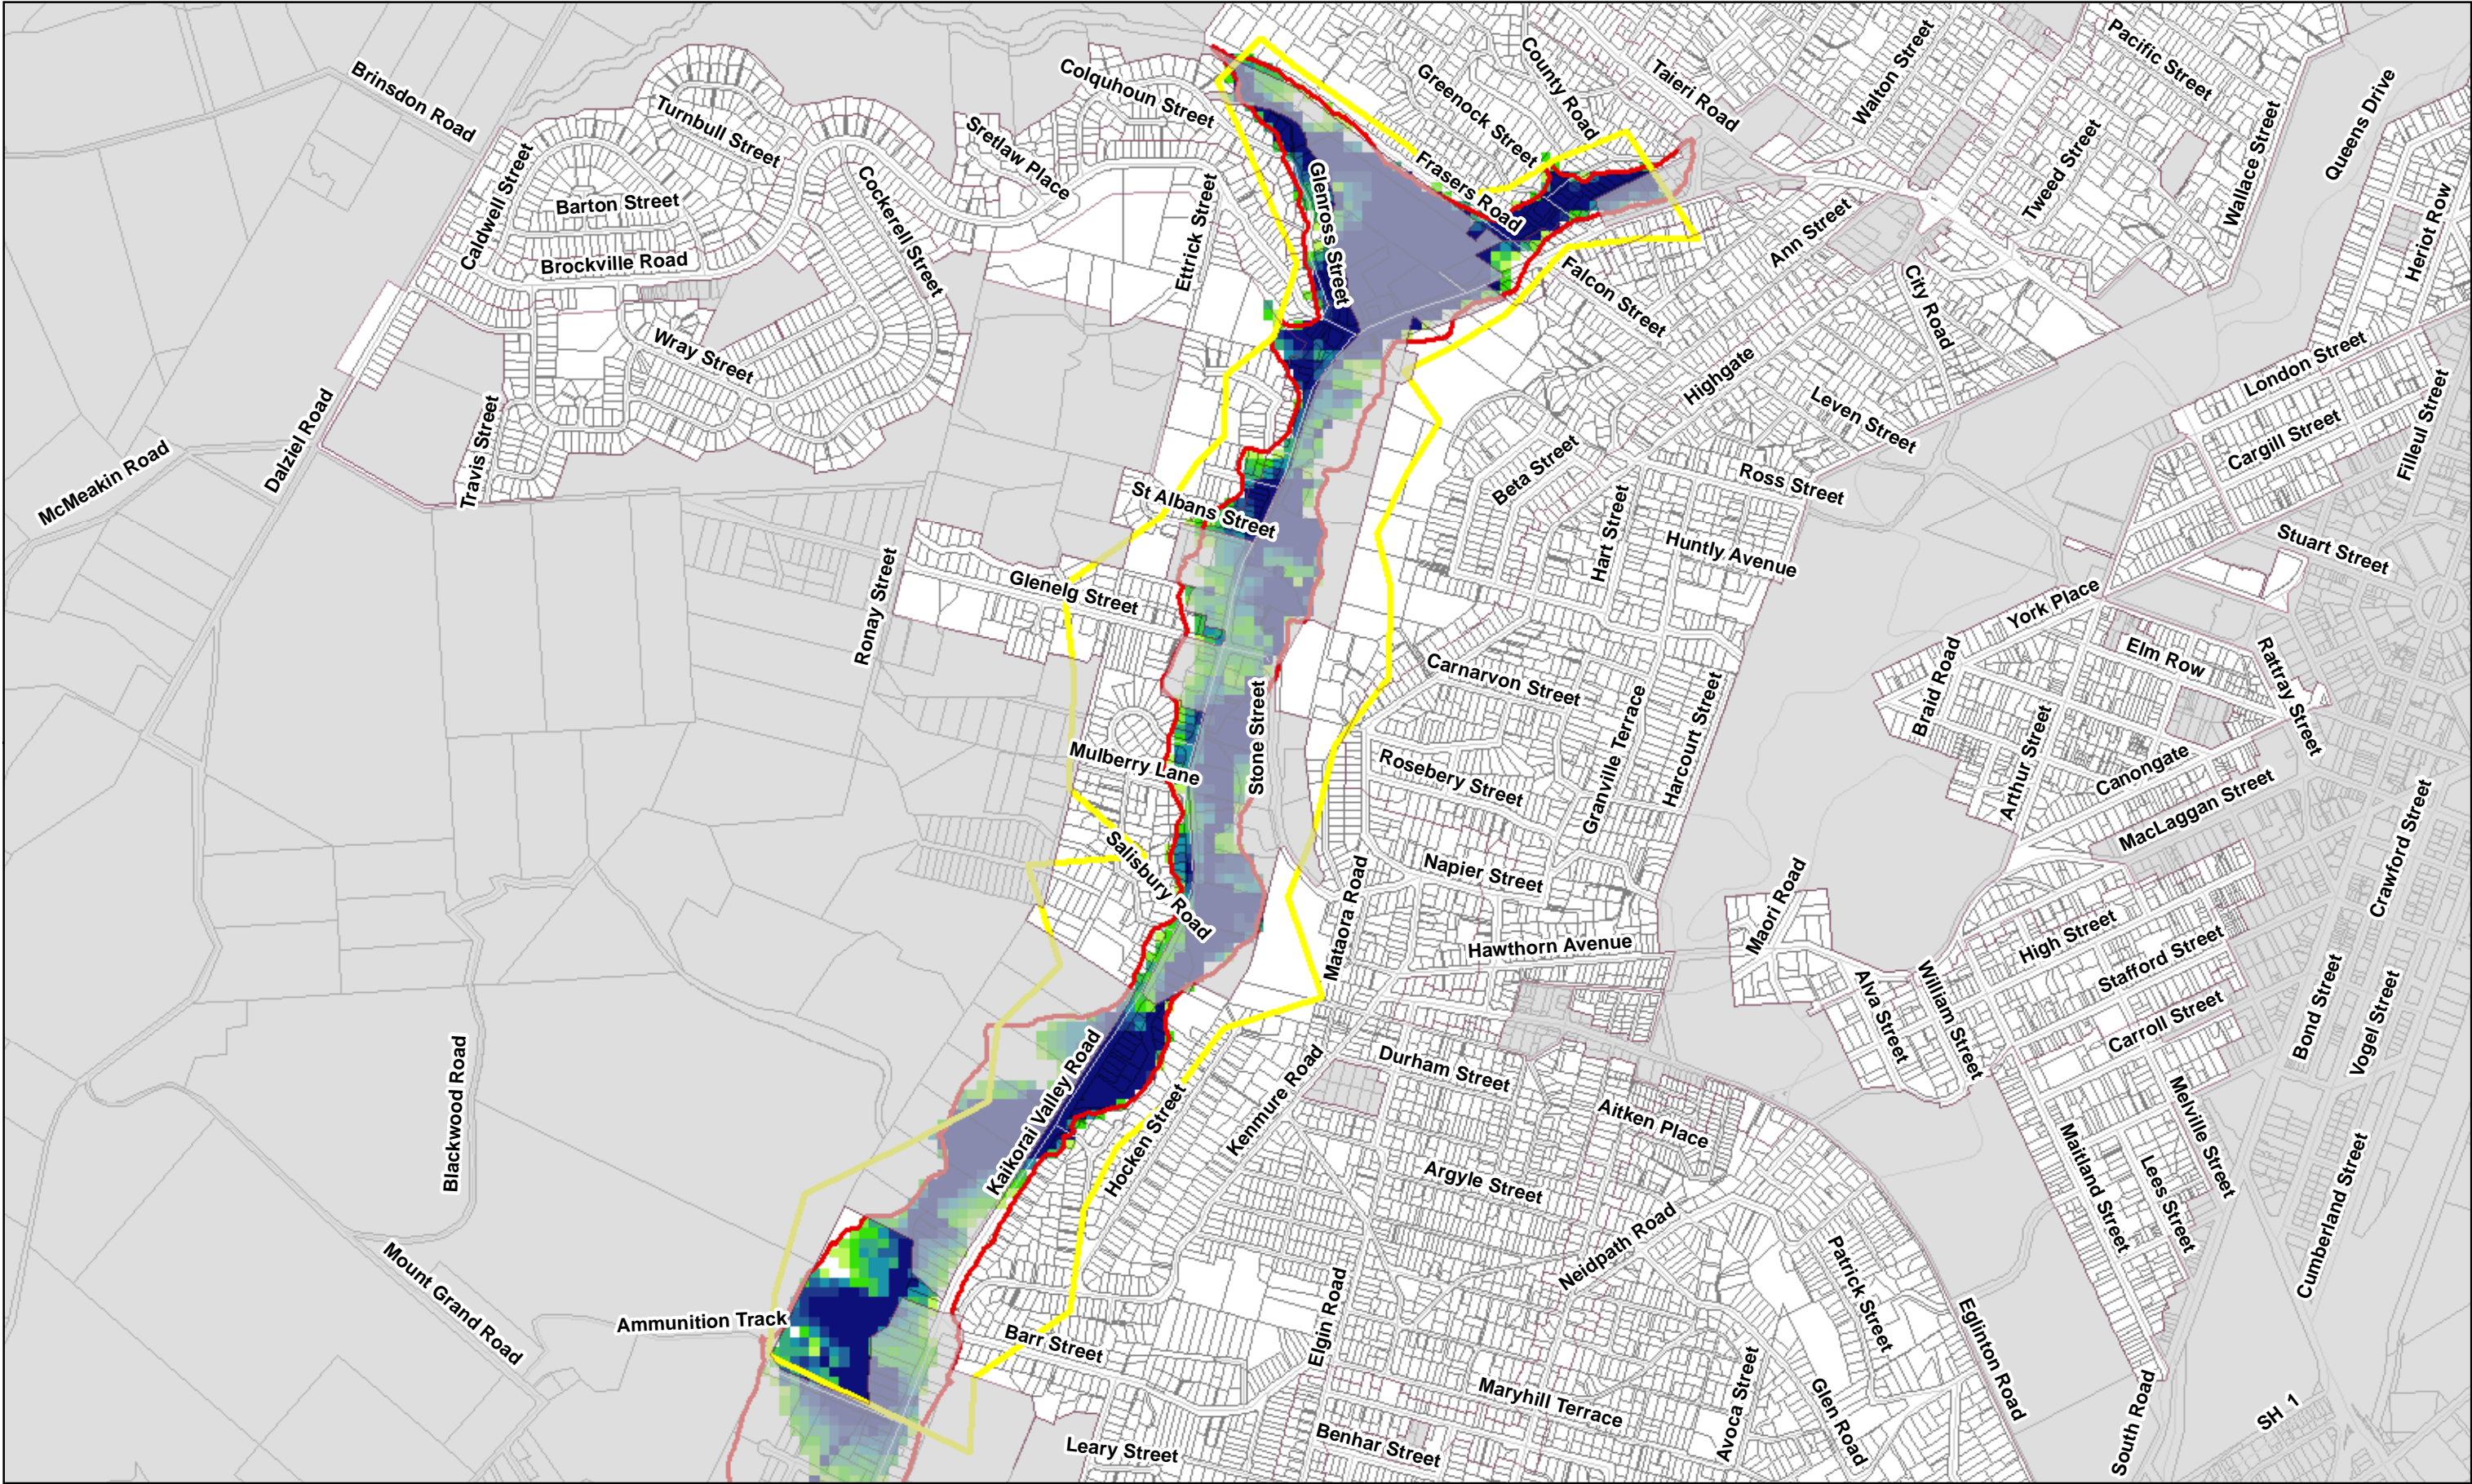 Brinsdon Road
Turnbull Street
Caldwell Street
Barton Street
Brockville Road
Cockerell Street
Wray Street
Travis Street
Dalziel Road
McMeakin Road
Colquhoun Street
Sretlaw Place
Ettrick Street
Glenross Street
Frasers Road
Greenock Street
County Road
Taieri Road
Walton Street
Pacific Street
Wallace Street
Queens Drive
Tweed Street
Heriot Row
Ann Street
Falcon Street
City Road
Highgate
Leven Street
London Street
Cargill Street
Filleul Street
Beta Street
Ross Street
Hart Street
Huntly Avenue
Stuart Street
St Albans Street
Glenelg Street
Ronay Street
York Place
Elm Row
Rattray Street
Braid Road
Arthur Street
Canongate
MacLaggan Street
Crawford Street
Carnarvon Street
Granville Terrace
Harcourt Street
Stone Street
Mulberry Lane
Rosebery Street
Salisbury Road
Napier Street
Mataora Road
Hawthorn Avenue
Maori Road
High Street
Stafford Street
Carroll Street
Alva Street
William Street
Bond Street
Vogel Street
Melville Street
Maitland Street
Lees Street
Cumberland Street
Blackwood Road
Kaikorai Valley Road
Hocken Street
Kenmure Road
Durham Street
Aitken Place
Argyle Street
Neidpath Road
Patrick Street
Eglinton Road
Mount Grand Road
Ammunition Track
Barr Street
Elgin Road
Maryhill Terrace
Avoca Street
Glen Road
Leary Street
Benhar Street
South Road
SH 1